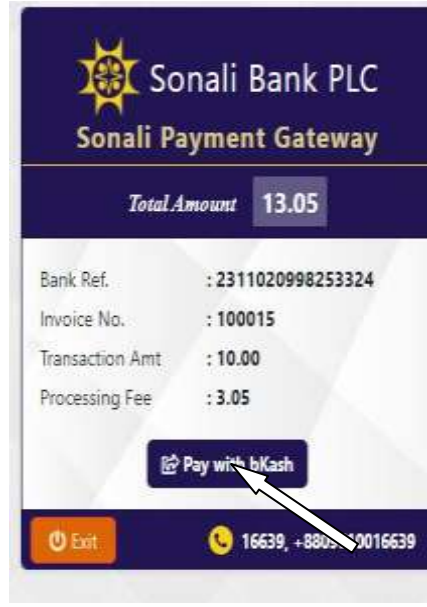 Sonali Bank PLC
Sonali Payment Gateway
Total Amount 13.05
Bank Ref. : 2311020998253324
Invoice No. : 100015
Transaction Amt : 10.00
Processing Fee : 3.05
Pay with bKash
Exit 16639,